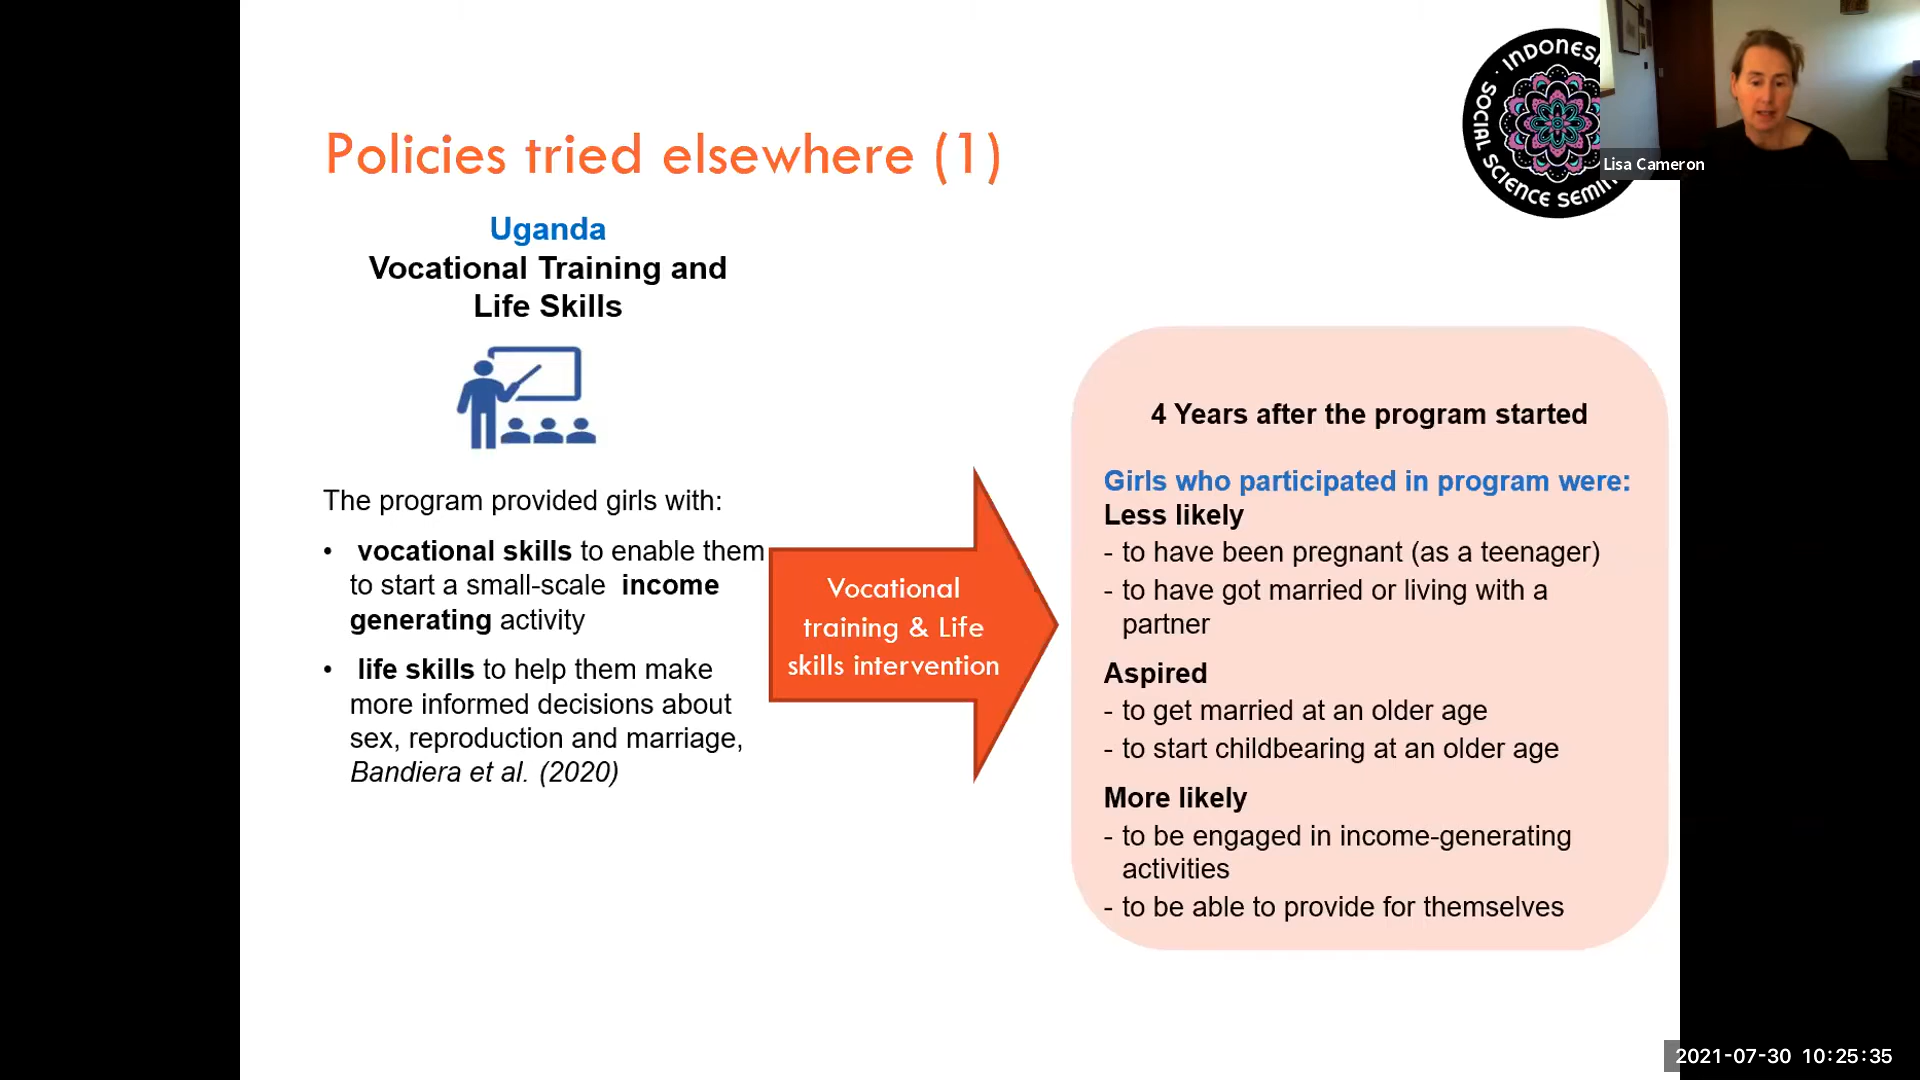 INDONESI
SOCIAL SCIENCE SEMIN
Lisa Cameron
Policies tried elsewhere (1)
Uganda
Vocational Training and
Life Skills
The program provided girls with:
• vocational skills to enable them
to start a small-scale income
generating activity
• life skills to help them make
more informed decisions about
sex, reproduction and marriage,
Bandiera et al. (2020)
Vocational
training & Life
skills intervention
4 Years after the program started
Girls who participated in program were:
Less likely
- to have been pregnant (as a teenager)
- to have got married or living with a
partner
Aspired
- to get married at an older age
- to start childbearing at an older age
More likely
- to be engaged in income-generating
activities
- to be able to provide for themselves
2021-07-30 10:25:35